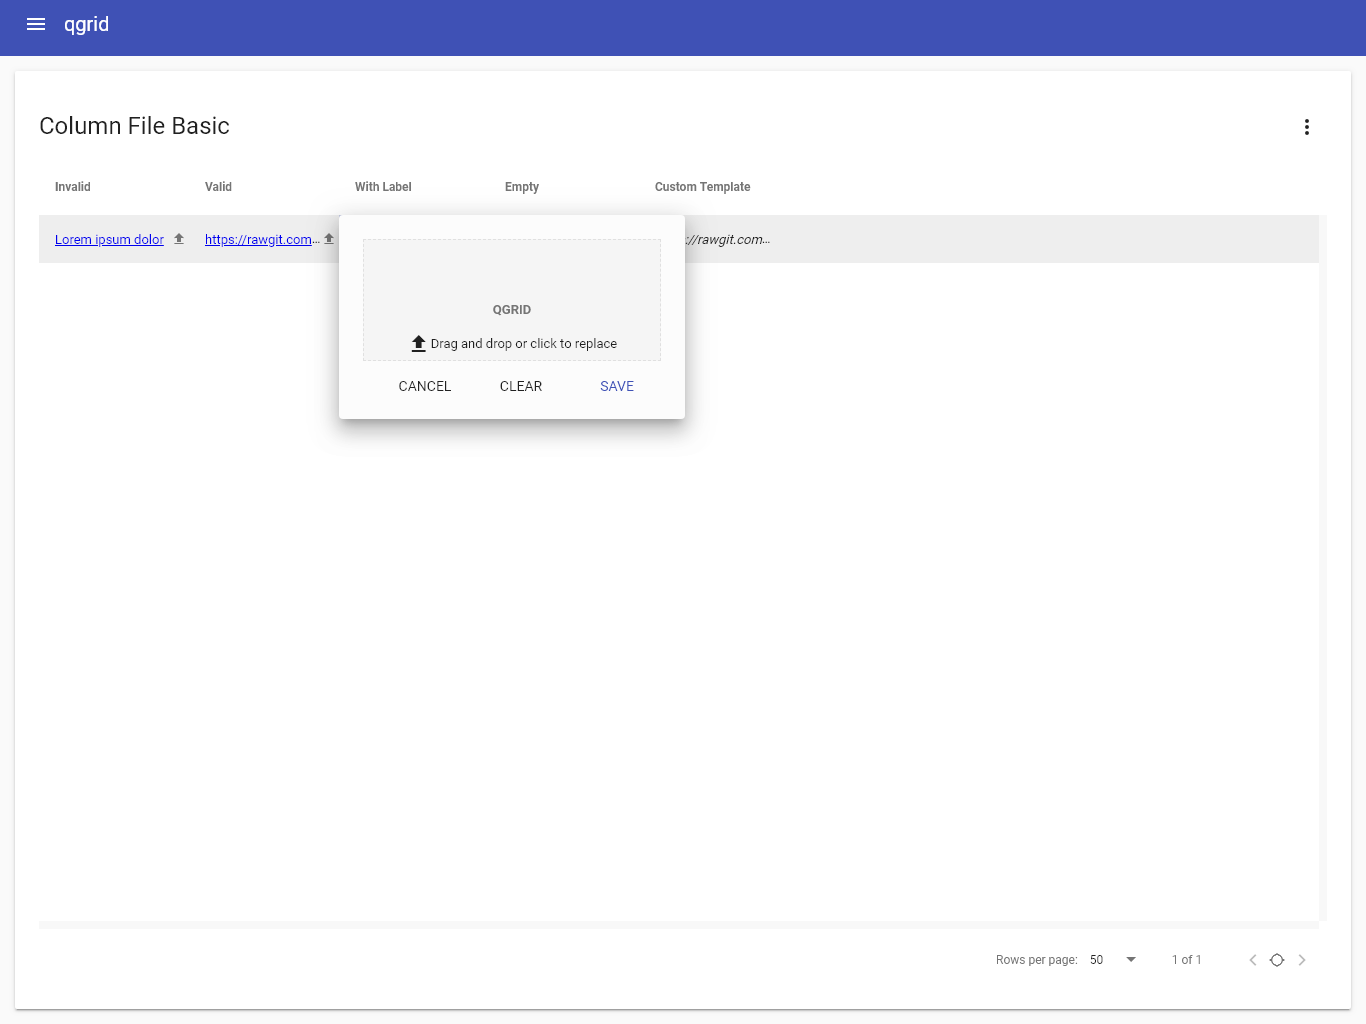 qgrid
Column File Basic
Invalid Valid With Label Empty Custom Template
Lorem ipsum dolor https://rawgit.com... ://rawgit.com...
QGRID
Drag and drop or click to replace
CANCEL CLEAR SAVE
Rows per page: 50 1 of 1